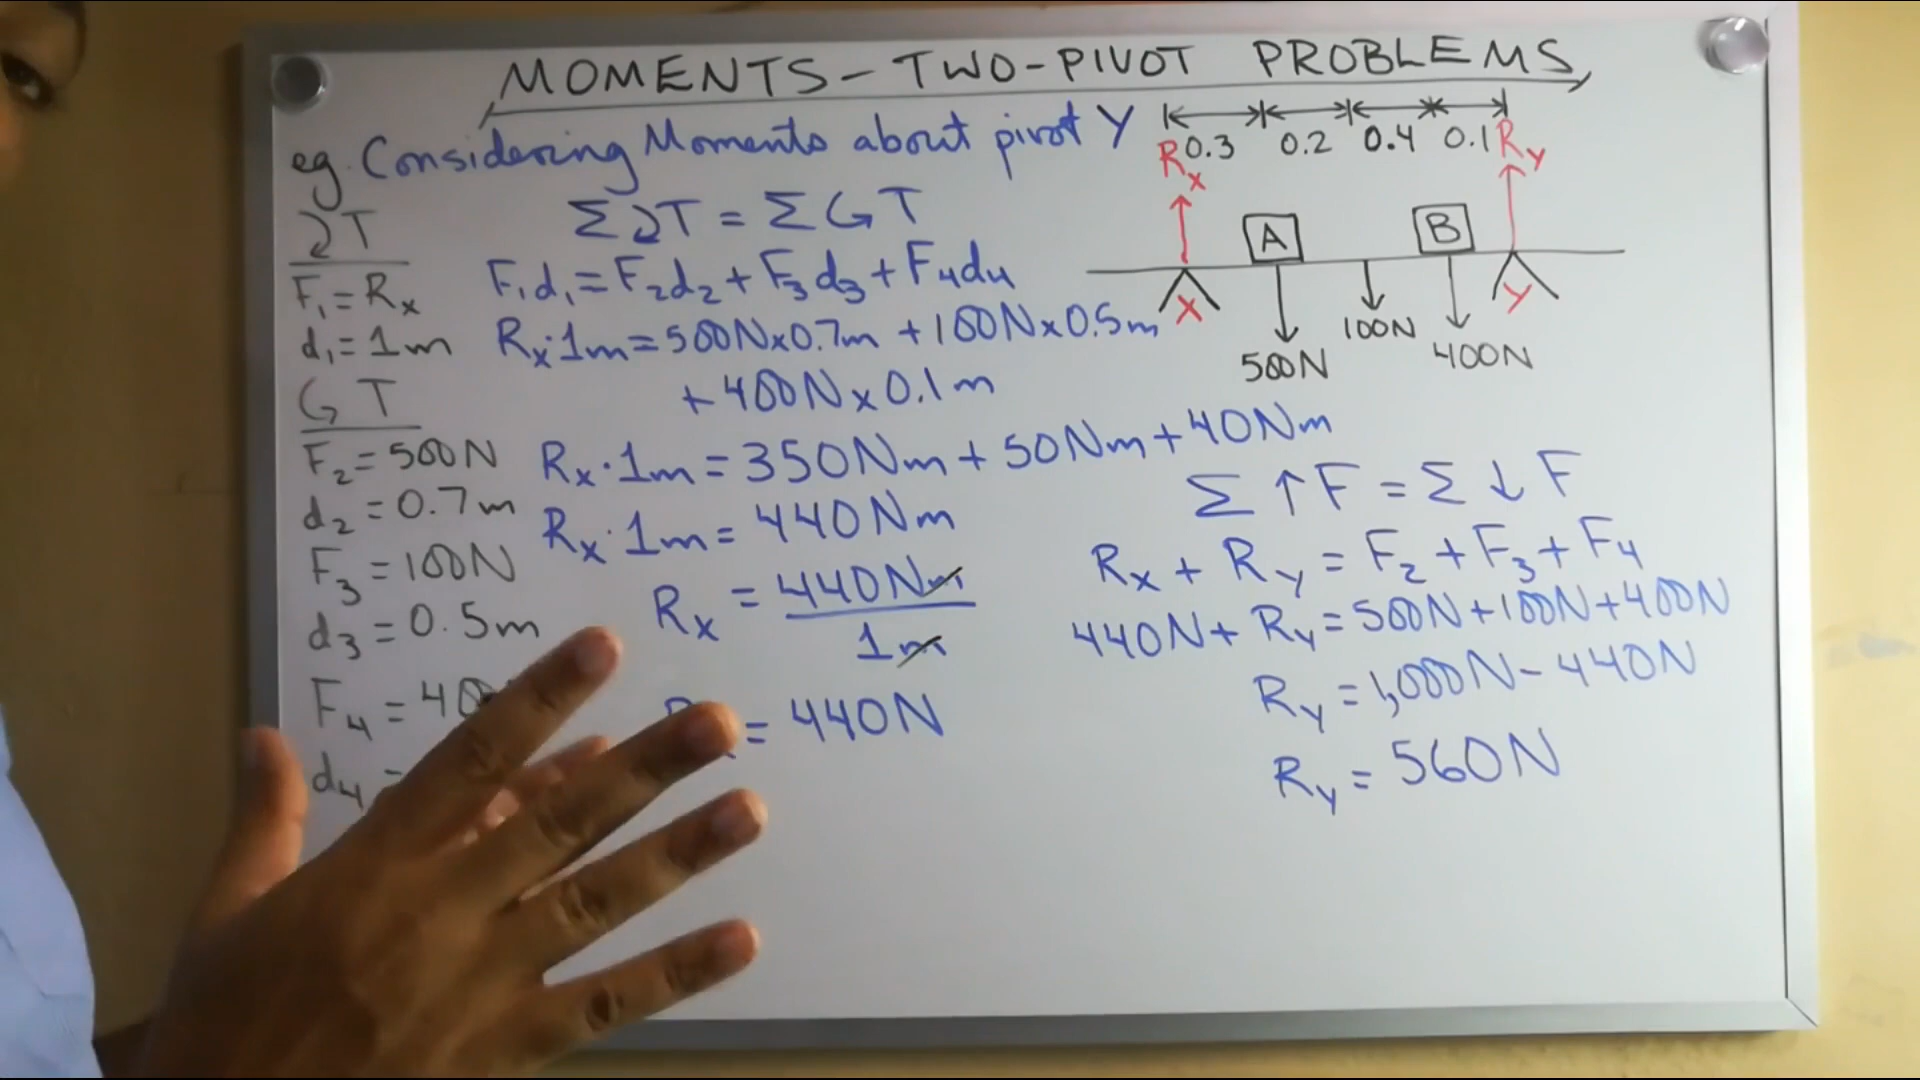 MOMENTS - TWO-PIVOT PROBLEMS
eg. Considering Moments about pivot Y
Σ↻T = Σ↺T
F₁d₁ = F₂d₂ + F₃d₃ + F₄d₄
Rx·1m = 500N×0.7m + 100N×0.5m
+ 400N×0.1m
Rx·1m = 350Nm + 50Nm + 40Nm
Rx·1m = 440Nm
Rx = 440Nm
1m
= 440N
↻T
F₁ = Rx
d₁ = 1m
↺T
F₂ = 500N
d₂ = 0.7m
F₃ = 100N
d₃ = 0.5m
F₄ =
d₄ =
0.3 0.2 0.4 0.1
Rx Ry
A B
X Y
500N 100N 400N
Σ↑F = Σ↓F
Rx + Ry = F₂ + F₃ + F₄
440N + Ry = 500N + 100N + 400N
Ry = 1,000N - 440N
Ry = 560N